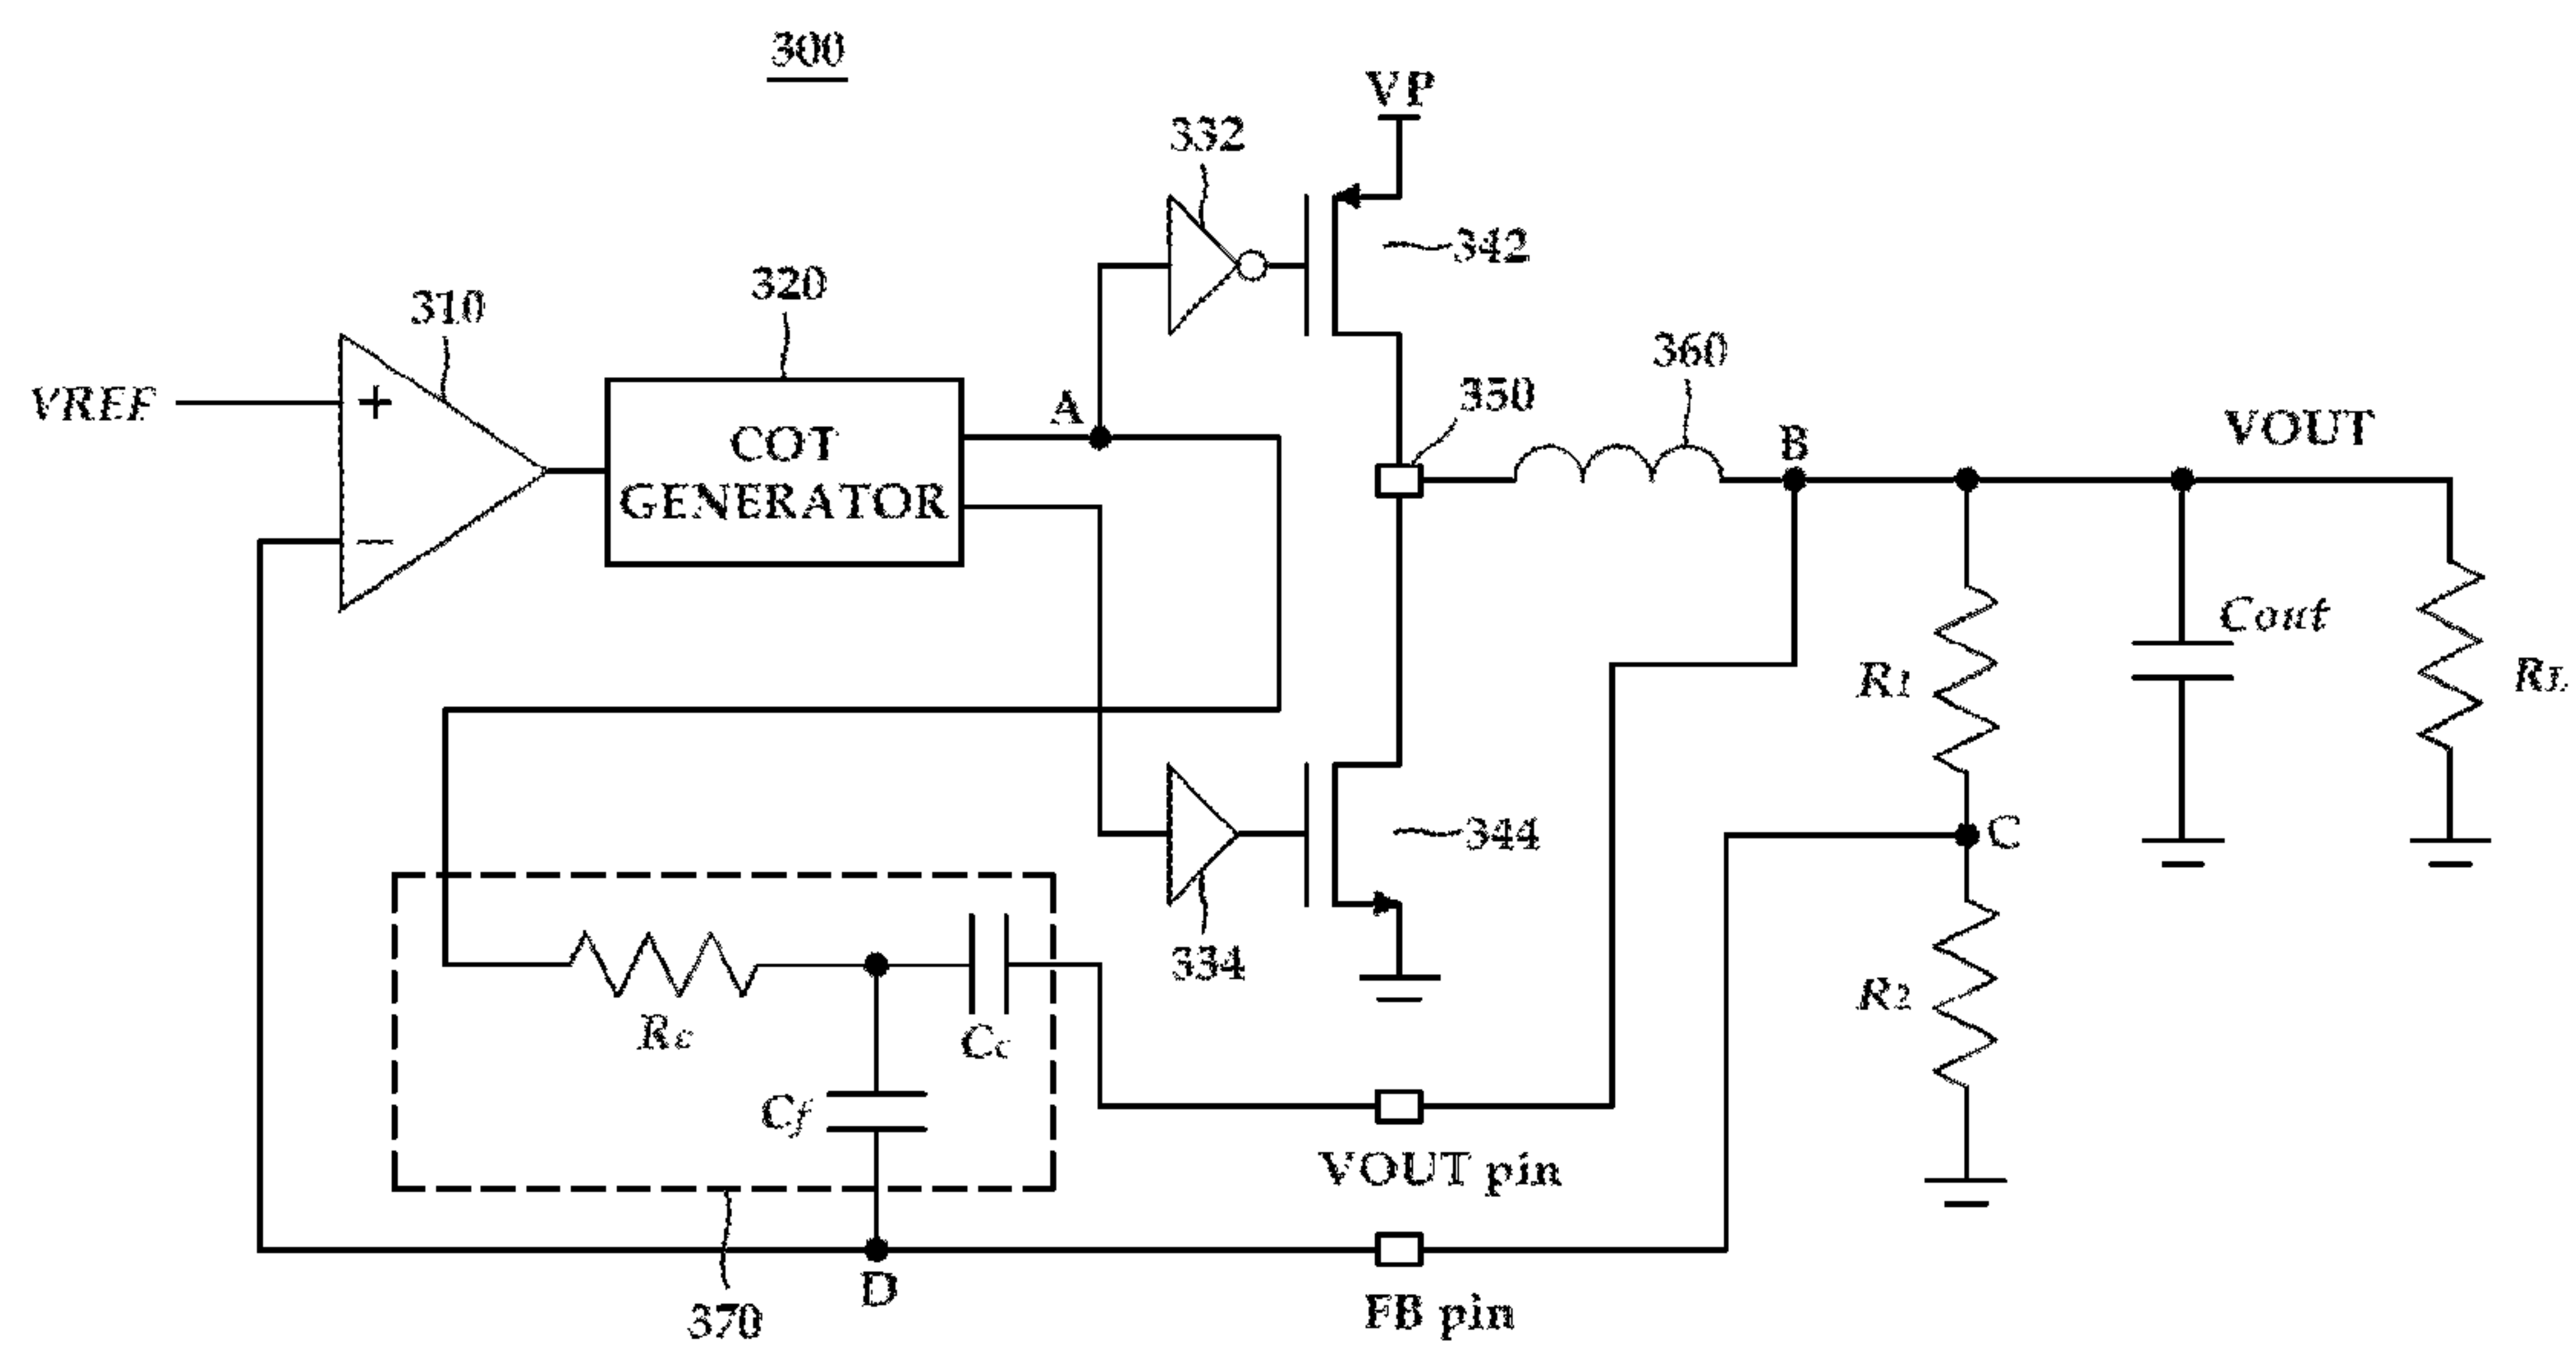 300
VP
332
342
320
310
360
350
VREF
+
A
B
VOUT
COT
GENERATOR
−
Cout
R1
RL
344
C
334
Rc
Cc
R2
Cf
VOUT pin
D
FB pin
370